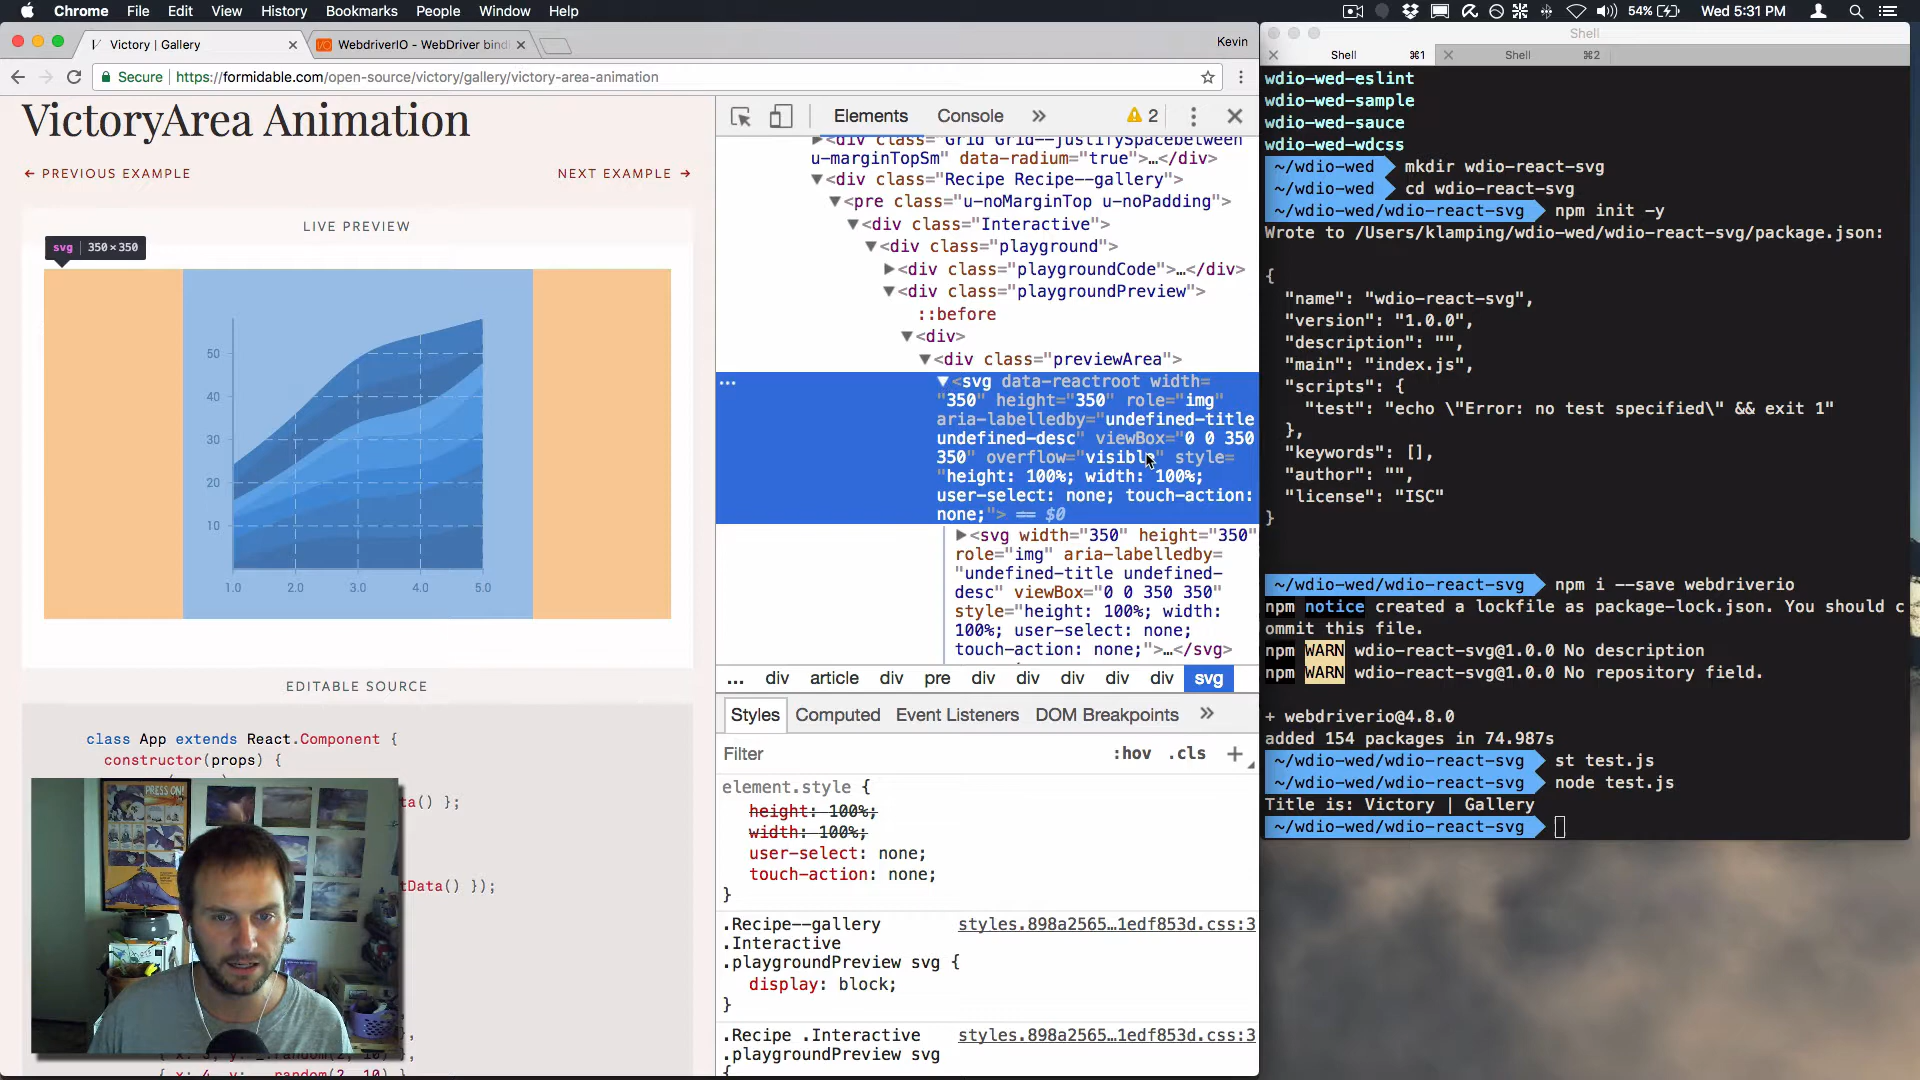 Chrome File Edit View History Bookmarks People Window Help
54% Wed 5:31 PM
Victory | Gallery
WebdriverIO - WebDriver bind
Kevin
Secure | https://formidable.com/open-source/victory/gallery/victory-area-animation
VictoryArea Animation
← PREVIOUS EXAMPLE
NEXT EXAMPLE →
LIVE PREVIEW
svg | 350×350
50
40
30
20
10
1.0 2.0 3.0 4.0 5.0
EDITABLE SOURCE
class App extends React.Component {
constructor(props) {
ta() };
tData() });
},
{ x: 3, y: _.random(2, 10) },
{ x: 4, y: _.random(2, 10) },
PRESS ON!
Elements Console » 2
<div class="Grid Grid--justifySpacebetween
u-marginTopSm" data-radium="true">…</div>
<div class="Recipe Recipe--gallery">
<pre class="u-noMarginTop u-noPadding">
<div class="Interactive">
<div class="playground">
<div class="playgroundCode">…</div>
<div class="playgroundPreview">
::before
<div>
<div class="previewArea">
… <svg data-reactroot width=
"350" height="350" role="img"
aria-labelledby="undefined-title
undefined-desc" viewBox="0 0 350
350" overflow="visible" style=
"height: 100%; width: 100%;
user-select: none; touch-action:
none;"> == $0
<svg width="350" height="350"
role="img" aria-labelledby=
"undefined-title undefined-
desc" viewBox="0 0 350 350"
style="height: 100%; width:
100%; user-select: none;
touch-action: none;">…</svg>
… div article div pre div div div div div svg
Styles Computed Event Listeners DOM Breakpoints »
Filter :hov .cls +
element.style {
height: 100%;
width: 100%;
user-select: none;
touch-action: none;
}
.Recipe--gallery styles.898a2565…1edf853d.css:3
.Interactive
.playgroundPreview svg {
display: block;
}
.Recipe .Interactive styles.898a2565…1edf853d.css:3
.playgroundPreview svg
{
Shell
Shell ⌘1 Shell ⌘2
wdio-wed-eslint
wdio-wed-sample
wdio-wed-sauce
wdio-wed-wdcss
~/wdio-wed mkdir wdio-react-svg
~/wdio-wed cd wdio-react-svg
~/wdio-wed/wdio-react-svg npm init -y
Wrote to /Users/klamping/wdio-wed/wdio-react-svg/package.json:
{
"name": "wdio-react-svg",
"version": "1.0.0",
"description": "",
"main": "index.js",
"scripts": {
"test": "echo \"Error: no test specified\" && exit 1"
},
"keywords": [],
"author": "",
"license": "ISC"
}
~/wdio-wed/wdio-react-svg npm i --save webdriverio
npm notice created a lockfile as package-lock.json. You should c
ommit this file.
npm WARN wdio-react-svg@1.0.0 No description
npm WARN wdio-react-svg@1.0.0 No repository field.
+ webdriverio@4.8.0
added 154 packages in 74.987s
~/wdio-wed/wdio-react-svg st test.js
~/wdio-wed/wdio-react-svg node test.js
Title is: Victory | Gallery
~/wdio-wed/wdio-react-svg